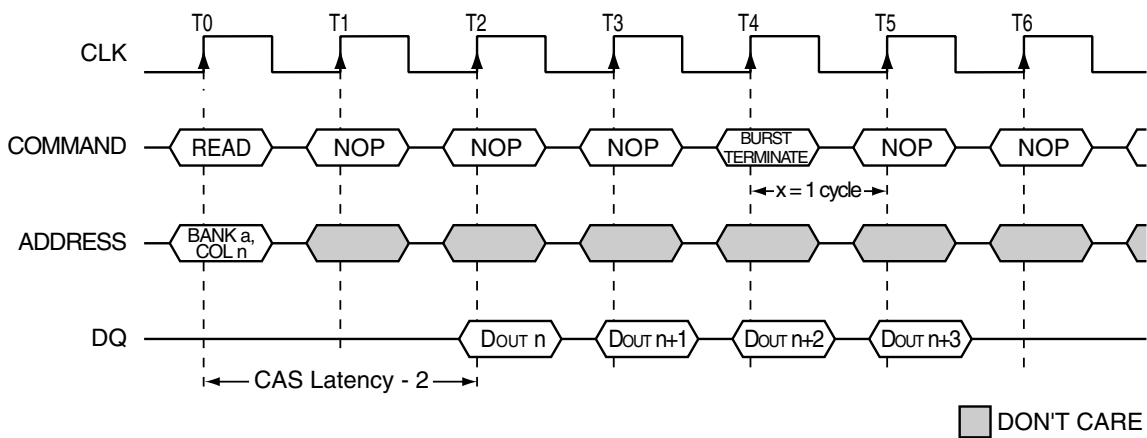 T0 T1 T2 T3 T4 T5 T6
CLK
COMMAND READ NOP NOP NOP BURST TERMINATE NOP NOP
x = 1 cycle
ADDRESS BANK a, COL n
DQ DOUT n DOUT n+1 DOUT n+2 DOUT n+3
CAS Latency - 2
DON'T CARE